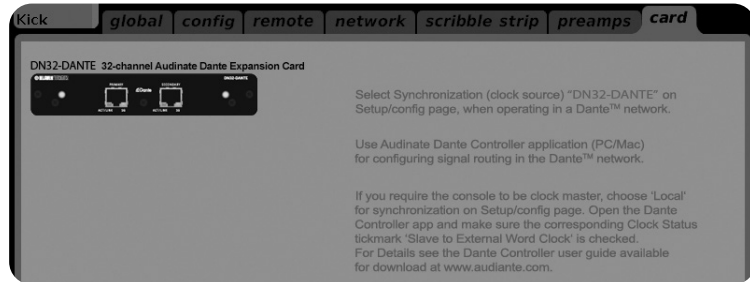 Kick global config remote network scribble strip preamps card
DN32-DANTE 32-channel Audinate Dante Expansion Card
DN32-DANTE
PRIMARY SECONDARY
Dante
Select Synchronization (clock source) "DN32-DANTE" on
Setup/config page, when operating in a Dante™ network.
Use Audinate Dante Controller application (PC/Mac)
for configuring signal routing in the Dante™ network.
If you require the console to be clock master, choose 'Local'
for synchronization on Setup/config page. Open the Dante
Controller app and make sure the corresponding Clock Status
tickmark 'Slave to External Word Clock' is checked.
For Details see the Dante Controller user guide available
for download at www.audiante.com.